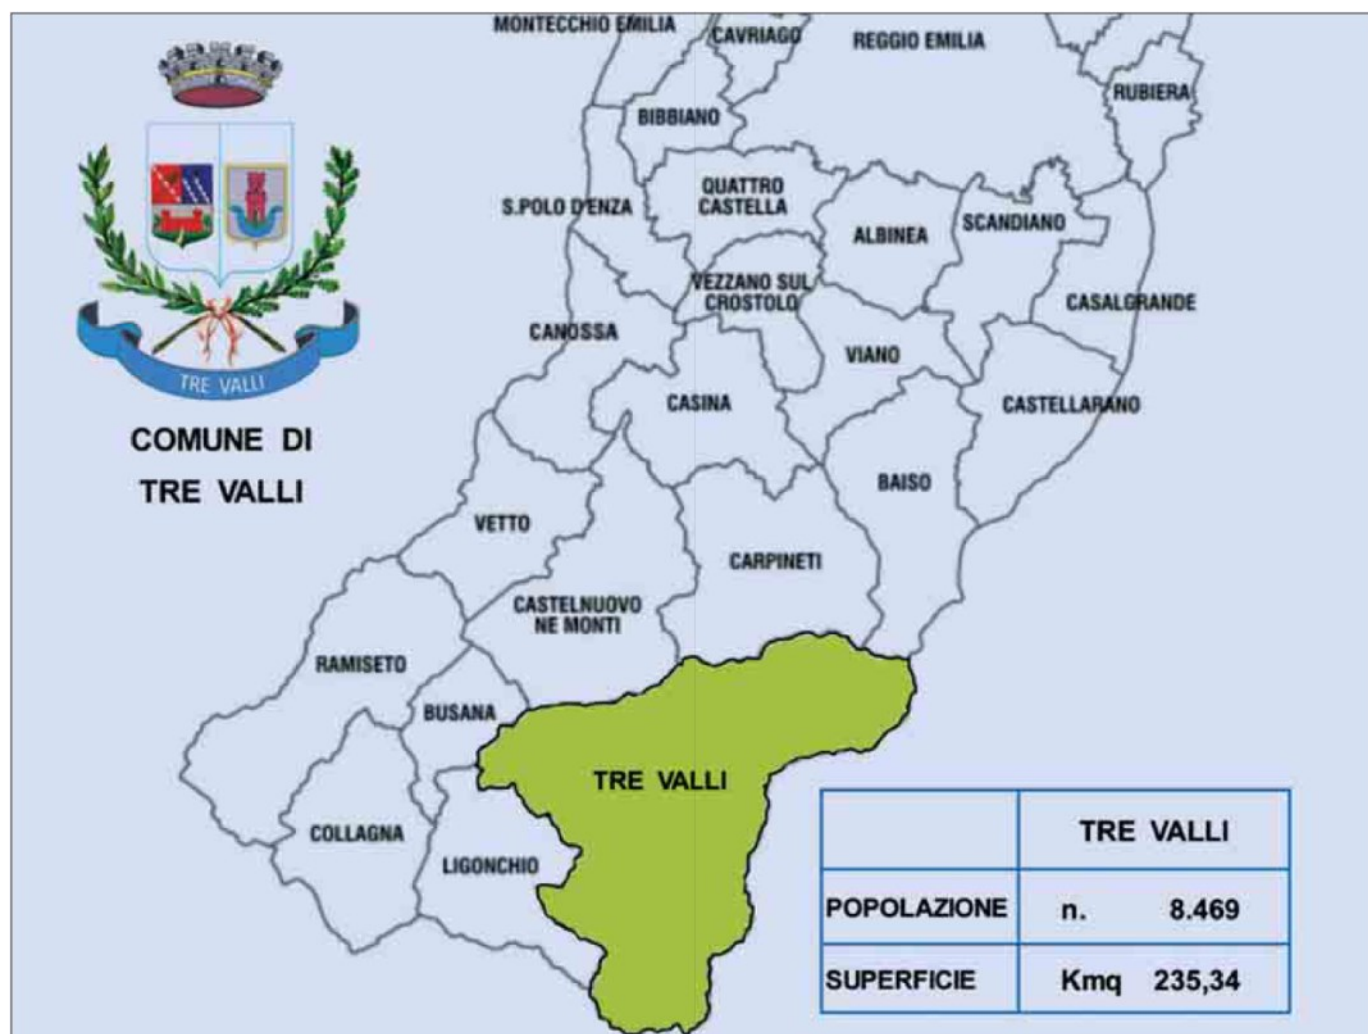 MONTECCHIO EMILIA
CAVRIAGO
REGGIO EMILIA
RUBIERA
BIBBIANO
QUATTRO
CASTELLA
S.POLO D'ENZA
ALBINEA
SCANDIANO
VEZZANO SUL
CROSTOLO
CASALGRANDE
CANOSSA
VIANO
TRE VALLI
CASINA
CASTELLARANO
COMUNE DI
TRE VALLI
BAISO
VETTO
CARPINETI
CASTELNUOVO
NE MONTI
RAMISETO
BUSANA
TRE VALLI
COLLAGNA
LIGONCHIO
TRE VALLI
POPOLAZIONE n. 8.469
SUPERFICIE Kmq 235,34